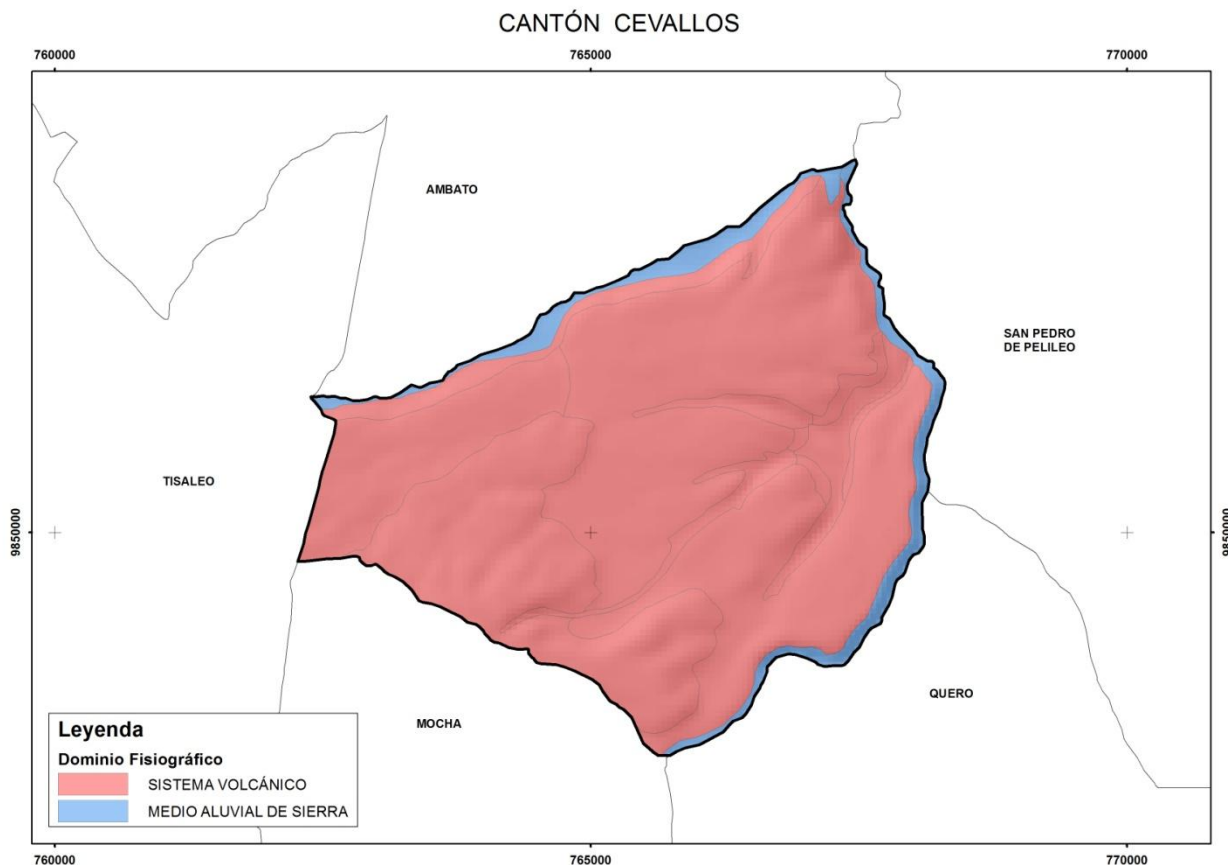 CANTÓN CEVALLOS
760000
765000
770000
AMBATO
SAN PEDRO
DE PELILEO
TISALEO
9850000
9850000
QUERO
MOCHA
Leyenda
Dominio Fisiográfico
SISTEMA VOLCÁNICO
MEDIO ALUVIAL DE SIERRA
760000
765000
770000